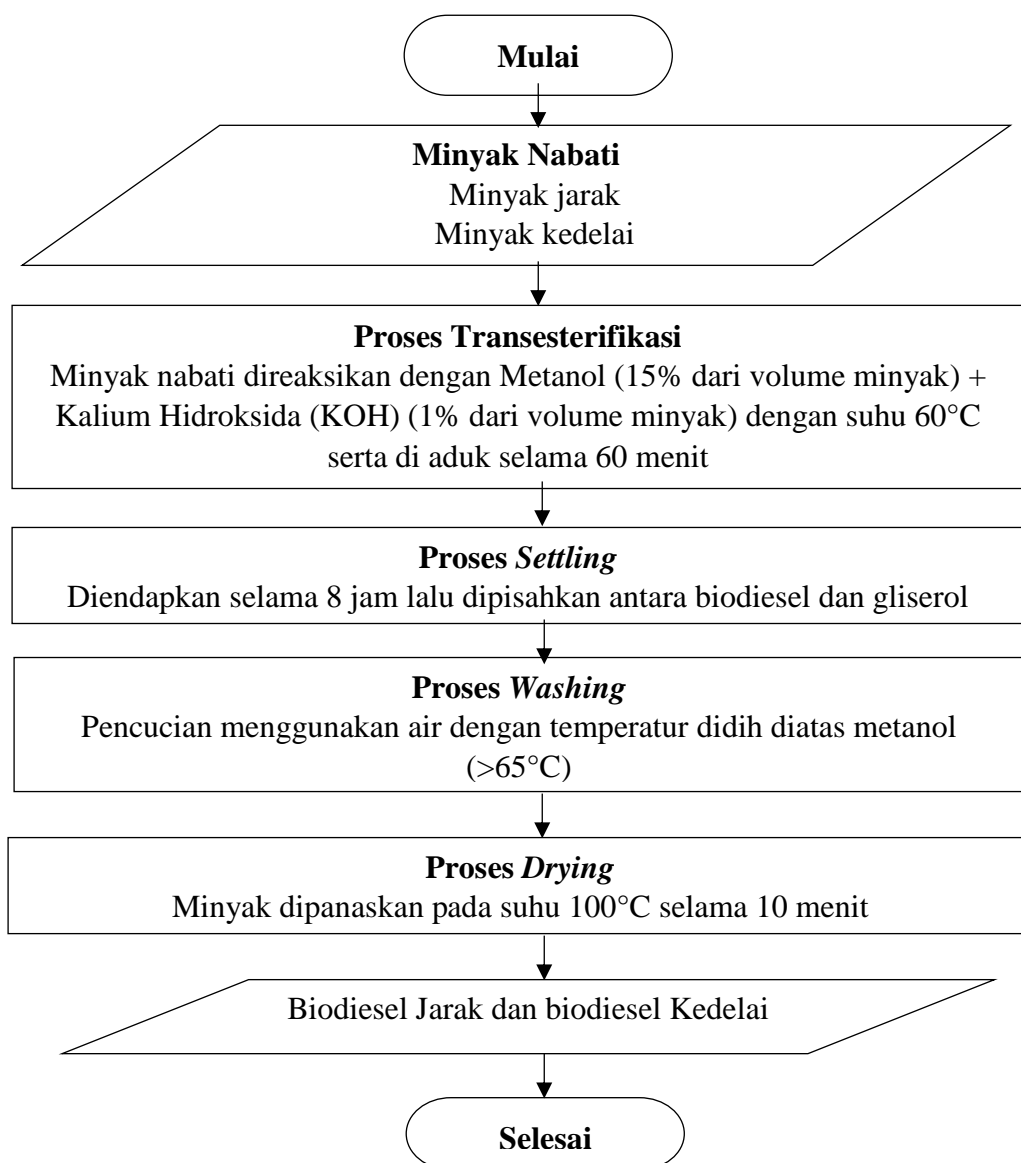 Mulai
Minyak Nabati
Minyak jarak
Minyak kedelai
Proses Transesterifikasi
Minyak nabati direaksikan dengan Metanol (15% dari volume minyak) +
Kalium Hidroksida (KOH) (1% dari volume minyak) dengan suhu 60°C
serta di aduk selama 60 menit
Proses Settling
Diendapkan selama 8 jam lalu dipisahkan antara biodiesel dan gliserol
Proses Washing
Pencucian menggunakan air dengan temperatur didih diatas metanol
(>65°C)
Proses Drying
Minyak dipanaskan pada suhu 100°C selama 10 menit
Biodiesel Jarak dan biodiesel Kedelai
Selesai